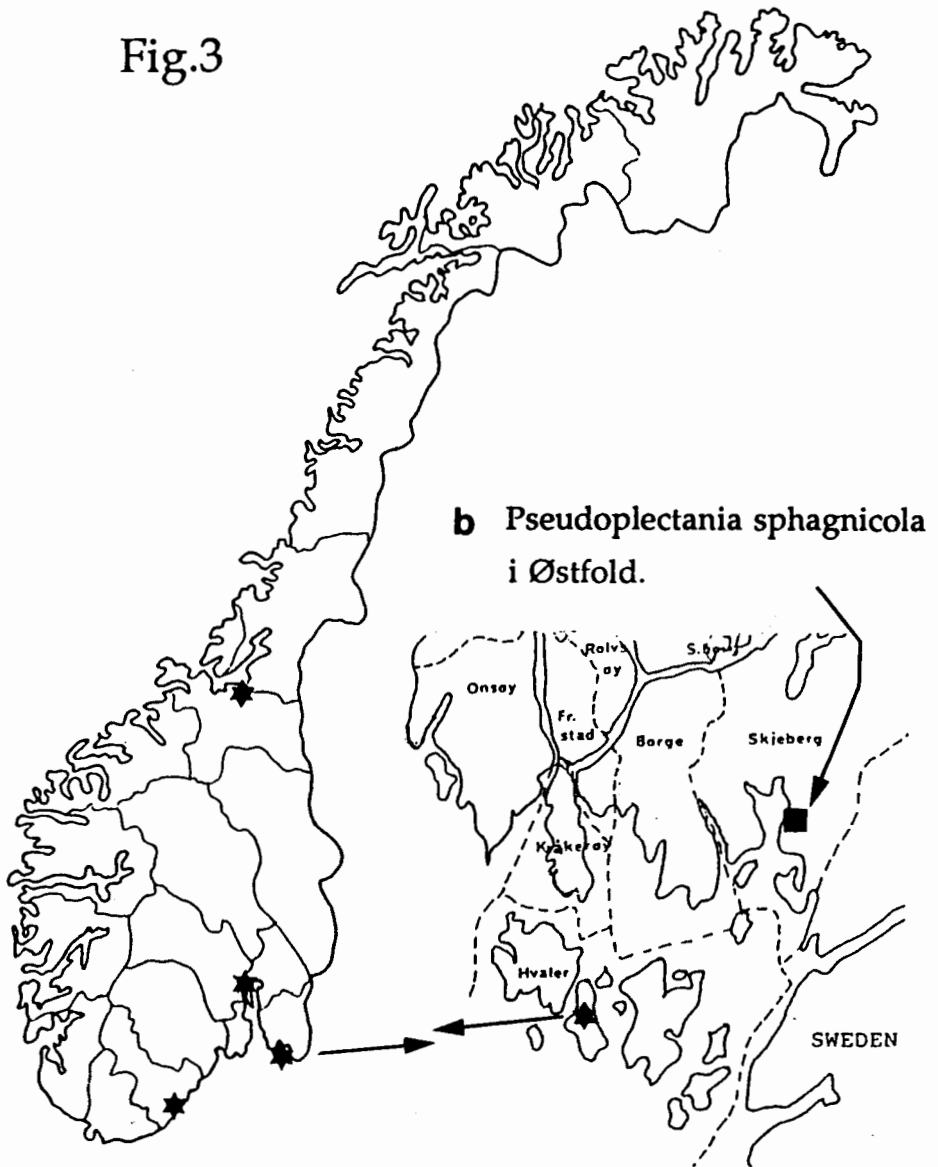 Fig.3
b Pseudoplectania sphagnicola
i Østfold.
Rolvs
øy
Onsøy
Fr.
stad
Borge
Skjeberg
Kråkerøy
Hvaler
SWEDEN